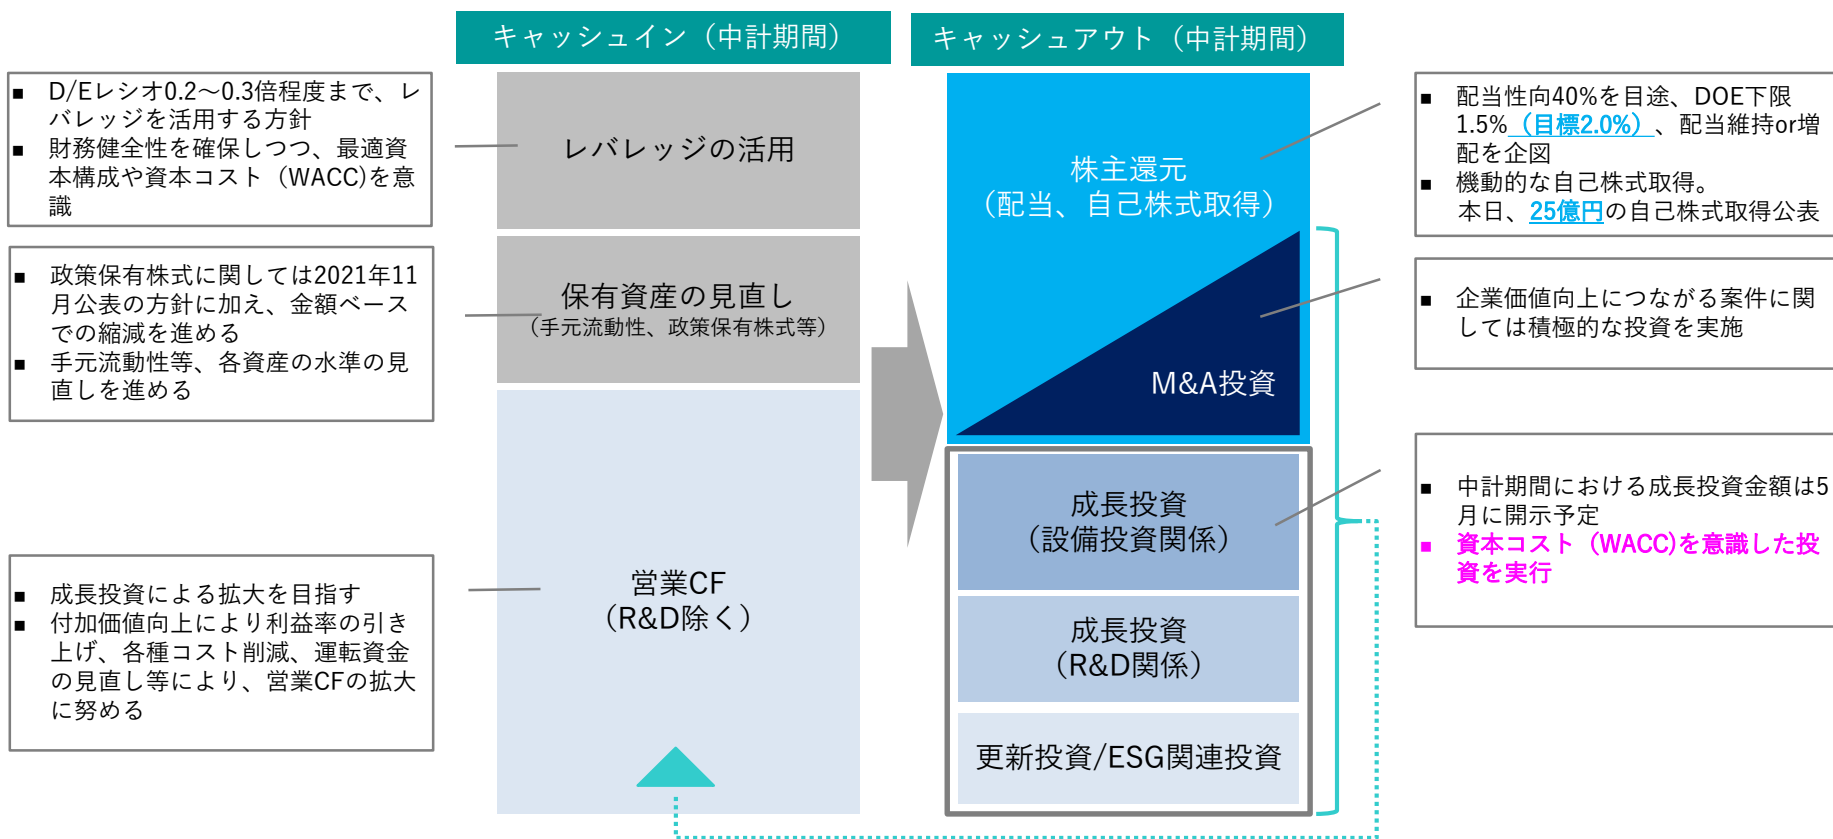 キャッシュイン（中計期間）
キャッシュアウト（中計期間）
■ D/Eレシオ0.2～0.3倍程度まで、レ
バレッジを活用する方針
■ 財務健全性を確保しつつ、最適資
本構成や資本コスト（WACC)を意
識
■ 政策保有株式に関しては2021年11
月公表の方針に加え、金額ベース
での縮減を進める
■ 手元流動性等、各資産の水準の見
直しを進める
■ 成長投資による拡大を目指す
■ 付加価値向上により利益率の引き
上げ、各種コスト削減、運転資金
の見直し等により、営業CFの拡大
に努める
レバレッジの活用
保有資産の見直し
（手元流動性、政策保有株式等）
営業CF
（R&D除く）
株主還元
（配当、自己株式取得）
M&A投資
成長投資
（設備投資関係）
成長投資
（R&D関係）
更新投資/ESG関連投資
■ 配当性向40%を目途、DOE下限
1.5%（目標2.0%）、配当維持or増
配を企図
■ 機動的な自己株式取得。
本日、25億円の自己株式取得公表
■ 企業価値向上につながる案件に関
しては積極的な投資を実施
■ 中計期間における成長投資金額は5
月に開示予定
■ 資本コスト（WACC)を意識した投
資を実行